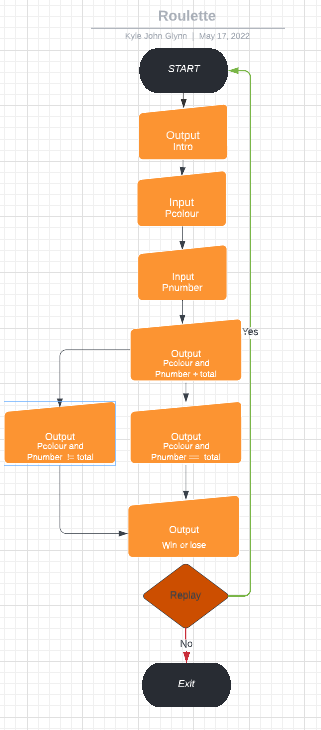 Roulette
Kyle John Glynn | May 17, 2022
START
Output
Intro
Input
Pcolour
Input
Pnumber
Yes
Output
Pcolour and
Pnumber + total
Output
Pcolour and
Pnumber != total
Output
Pcolour and
Pnumber == total
Output
Win or lose
Replay
No
Exit